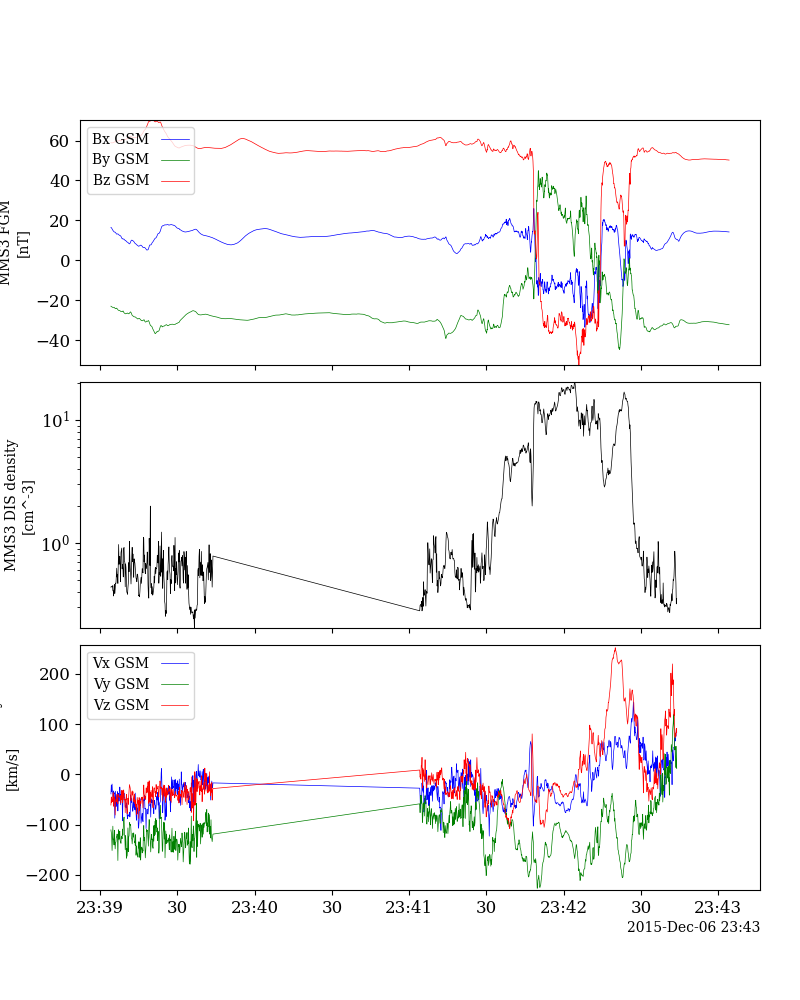 60
40
20
0
−20
−40
MMS3 FGM
[nT]
Bx GSM
By GSM
Bz GSM
10^1
10^0
MMS3 DIS density
[cm^-3]
200
100
0
−100
−200
[km/s]
Vx GSM
Vy GSM
Vz GSM
23:39 30 23:40 30 23:41 30 23:42 30 23:43
2015-Dec-06 23:43